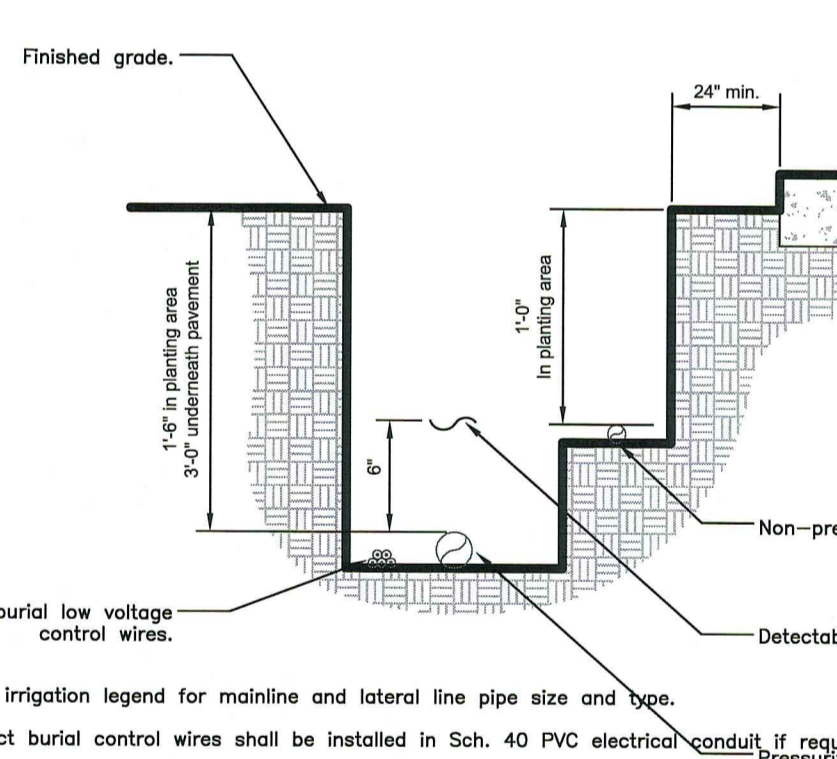 Finished grade.
24" min.
1'-6" in planting area
3'-0" underneath pavement
1'-0"
In planting area
6"
Non-pre
burial low voltage
control wires.
Detectab
irrigation legend for mainline and lateral line pipe size and type.
ct burial control wires shall be installed in Sch. 40 PVC electrical conduit if requ